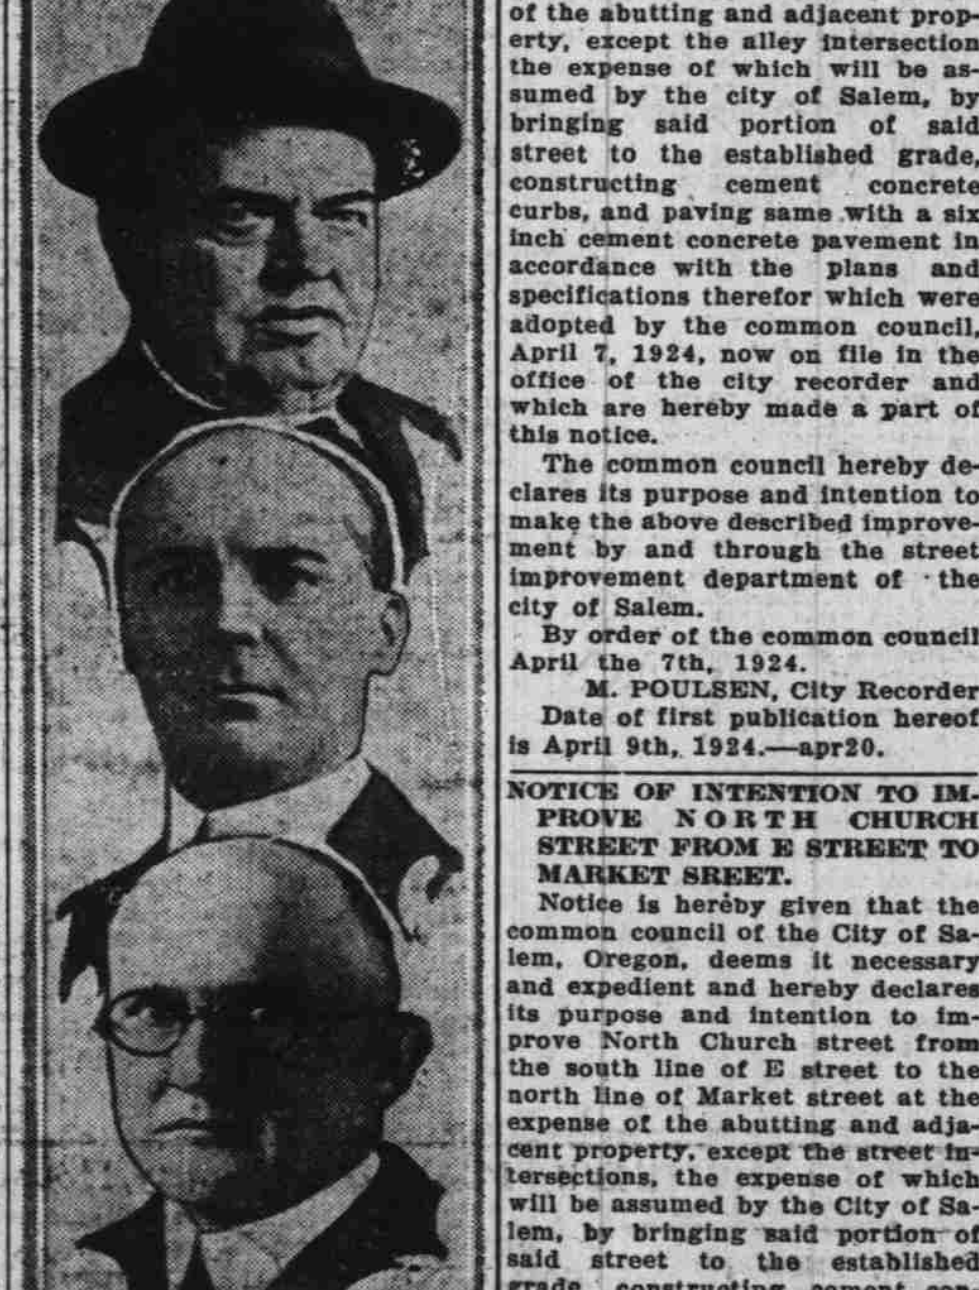 of the abutting and adjacent prop-
erty, except the alley intersection
the expense of which will be as-
sumed by the city of Salem, by
bringing said portion of said
street to the established grade,
constructing cement concrete
curbs, and paving same with a six
inch cement concrete pavement in
accordance with the plans and
specifications therefor which were
adopted by the common council,
April 7, 1924, now on file in the
office of the city recorder and
which are hereby made a part of
this notice.
The common council hereby de-
clares its purpose and intention to
make the above described improve-
ment by and through the street
improvement department of the
city of Salem.
By order of the common council
April the 7th, 1924.
M. POULSEN, City Recorder
Date of first publication hereof
is April 9th, 1924.—apr20.
NOTICE OF INTENTION TO IM-
PROVE NORTH CHURCH
STREET FROM E STREET TO
MARKET SREET.
Notice is hereby given that the
common council of the City of Sa-
lem, Oregon, deems it necessary
and expedient and hereby declares
its purpose and intention to im-
prove North Church street from
the south line of E street to the
north line of Market street at the
expense of the abutting and adja-
cent property, except the street in-
tersections, the expense of which
will be assumed by the City of Sa-
lem, by bringing said portion of
said street to the established
grade, constructing cement con-